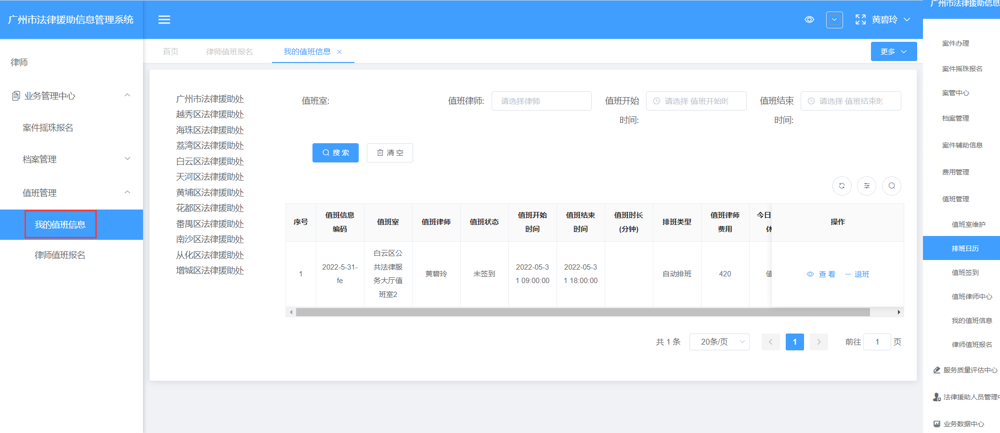 广州市法律援助信息管理系统
黄碧玲
律师
业务管理中心
案件摇珠报名
档案管理
值班管理
我的值班信息
律师值班报名
首页
律师值班报名
我的值班信息
更多
广州市法律援助处
越秀区法律援助处
海珠区法律援助处
荔湾区法律援助处
白云区法律援助处
天河区法律援助处
黄埔区法律援助处
花都区法律援助处
番禺区法律援助处
南沙区法律援助处
从化区法律援助处
增城区法律援助处
值班室:
值班律师:
请选择律师
值班开始
时间:
请选择 值班开始时
值班结束
时间:
请选择 值班结束时
搜 索
清 空
序号
值班信息
编码
值班室
值班律师
值班状态
值班开始
时间
值班结束
时间
值班时长
(分钟)
排班类型
值班律师
费用
今日
休
操作
1
2022-5-31-
fe
白云区公
共法律服
务大厅值
班室2
黄碧玲
未签到
2022-05-3
1 09:00:00
2022-05-3
1 18:00:00
自动排班
420
值
查 看
退班
共 1 条
20条/页
1
前往
1
页
广州市法律援助信息
案件办理
案件摇珠报名
案管中心
档案管理
案件辅助信息
费用管理
值班管理
值班室维护
排班日历
值班签到
值班律师中心
我的值班信息
律师值班报名
服务质量评估中心
法律援助人员管理
业务数据中心